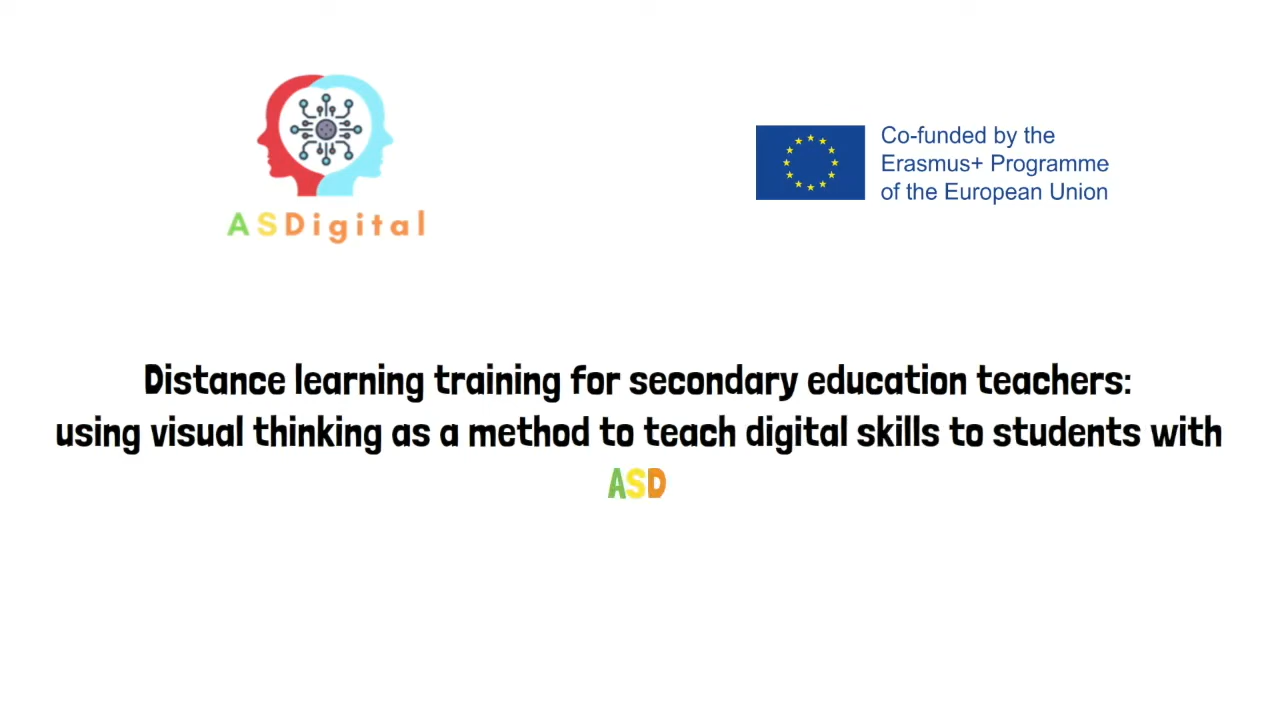 ASDigital
Co-funded by the
Erasmus+ Programme
of the European Union
Distance learning training for secondary education teachers:
using visual thinking as a method to teach digital skills to students with
ASD